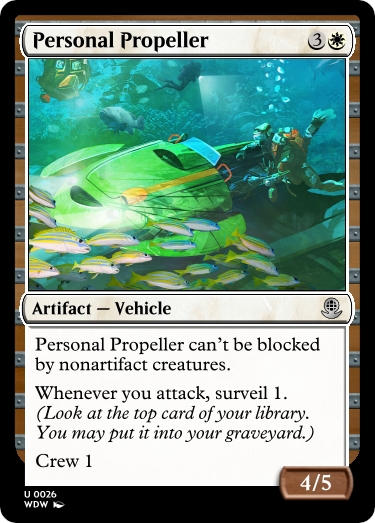 Personal Propeller 3
Artifact — Vehicle
Personal Propeller can't be blocked
by nonartifact creatures.
Whenever you attack, surveil 1.
(Look at the top card of your library.
You may put it into your graveyard.)
Crew 1
4/5
U 0026
WDW